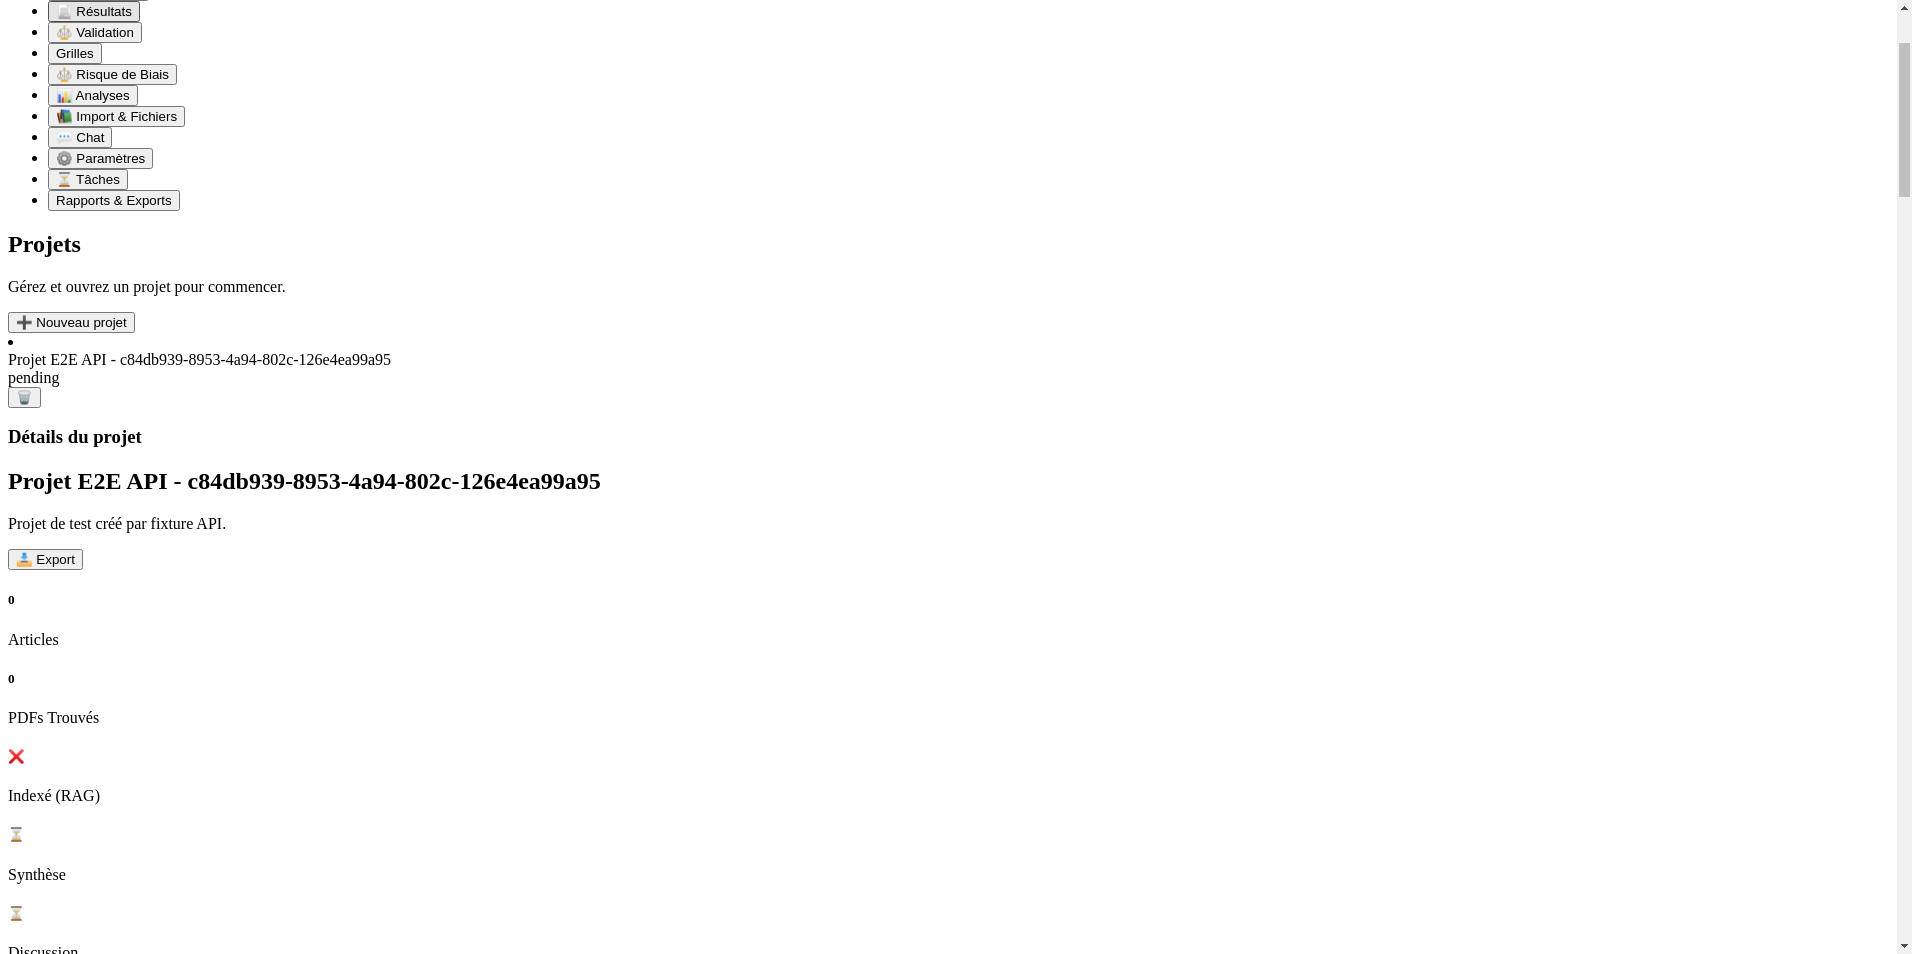 Résultats
Validation
Grilles
Risque de Biais
Analyses
Import & Fichiers
Chat
Paramètres
Tâches
Rapports & Exports
Projets
Gérez et ouvrez un projet pour commencer.
Nouveau projet
Projet E2E API - c84db939-8953-4a94-802c-126e4ea99a95
pending
Détails du projet
Projet E2E API - c84db939-8953-4a94-802c-126e4ea99a95
Projet de test créé par fixture API.
Export
0
Articles
0
PDFs Trouvés
Indexé (RAG)
Synthèse
Discussion